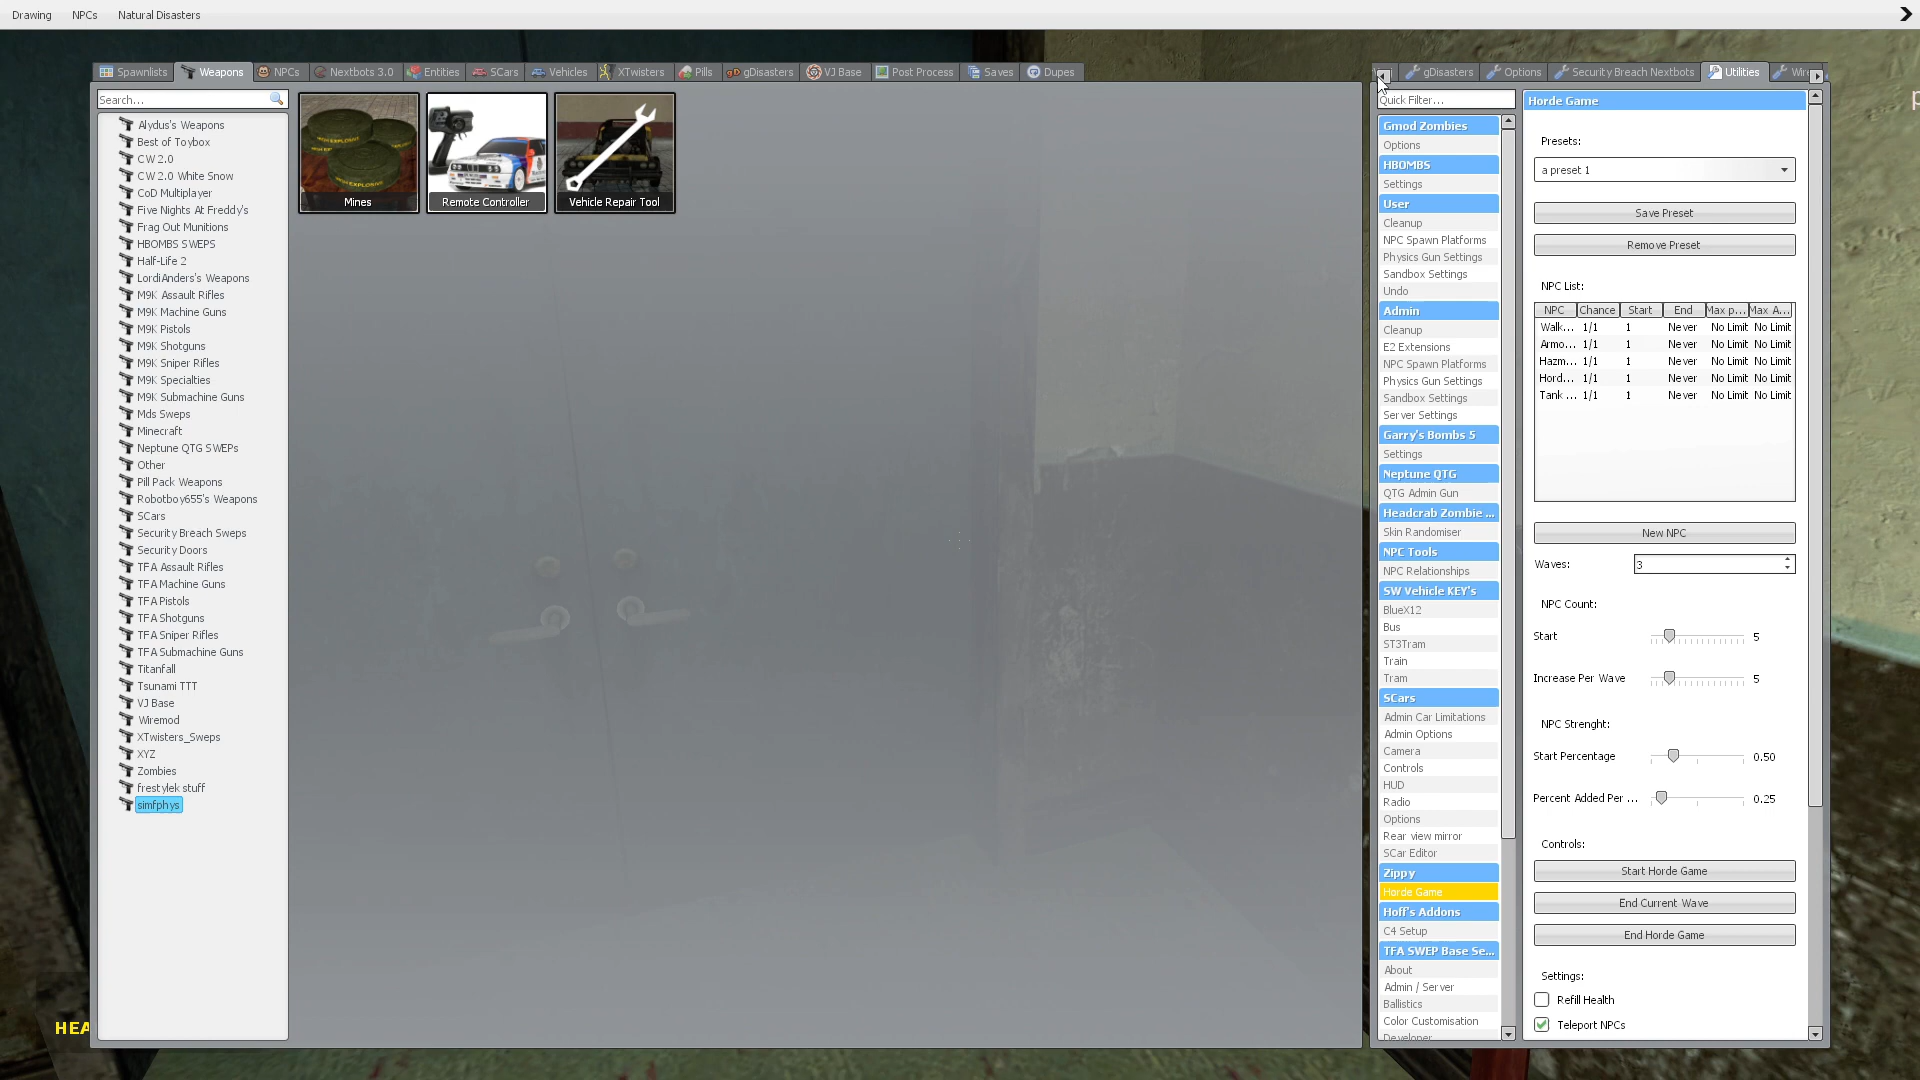 Drawing NPCs Natural Disasters
Spawnlists Weapons NPCs Nextbots 3.0 Entities SCars Vehicles XTwisters Pills gDisasters VJ Base Post Process Saves Dupes
gDisasters Options Security Breach Nextbots Utilities
Search...
Alydus's Weapons
Best of Toybox
CW 2.0
CW 2.0 White Snow
CoD Multiplayer
Five Nights At Freddy's
Frag Out Munitions
HBOMBS SWEPS
Half-Life 2
LordiAnders's Weapons
M9K Assault Rifles
M9K Machine Guns
M9K Pistols
M9K Shotguns
M9K Sniper Rifles
M9K Specialties
M9K Submachine Guns
Mds Sweps
Minecraft
Neptune QTG SWEPs
Other
Pill Pack Weapons
Robotboy655's Weapons
SCars
Security Breach Sweps
Security Doors
TFA Assault Rifles
TFA Machine Guns
TFA Pistols
TFA Shotguns
TFA Sniper Rifles
TFA Submachine Guns
Titanfall
Tsunami TTT
VJ Base
Wiremod
XTwisters_Sweps
XYZ
Zombies
frestylek stuff
simfphys
HEA
Mines
Remote Controller
Vehicle Repair Tool
Quick Filter...
Gmod Zombies
Options
HBOMBS
Settings
User
Cleanup
NPC Spawn Platforms
Physics Gun Settings
Sandbox Settings
Undo
Admin
Cleanup
E2 Extensions
NPC Spawn Platforms
Physics Gun Settings
Sandbox Settings
Server Settings
Garry's Bombs 5
Settings
Neptune QTG
QTG Admin Gun
Headcrab Zombie ...
Skin Randomiser
NPC Tools
NPC Relationships
SW Vehicle KEY's
BlueX12
Bus
ST3Tram
Train
Tram
SCars
Admin Car Limitations
Admin Options
Camera
Controls
HUD
Radio
Options
Rear view mirror
SCar Editor
Zippy
Horde Game
Hoff's Addons
C4 Setup
TFA SWEP Base Se...
About
Admin / Server
Ballistics
Color Customisation
Developer
Horde Game
Presets:
a preset 1
Save Preset
Remove Preset
NPC List:
NPC Chance Start End Max p... Max A...
Walk... 1/1 1 Never No Limit No Limit
Armo... 1/1 1 Never No Limit No Limit
Hazm... 1/1 1 Never No Limit No Limit
Hord... 1/1 1 Never No Limit No Limit
Tank ... 1/1 1 Never No Limit No Limit
New NPC
Waves: 3
NPC Count:
Start 5
Increase Per Wave 5
NPC Strenght:
Start Percentage 0.50
Percent Added Per ... 0.25
Controls:
Start Horde Game
End Current Wave
End Horde Game
Settings:
Refill Health
Teleport NPCs